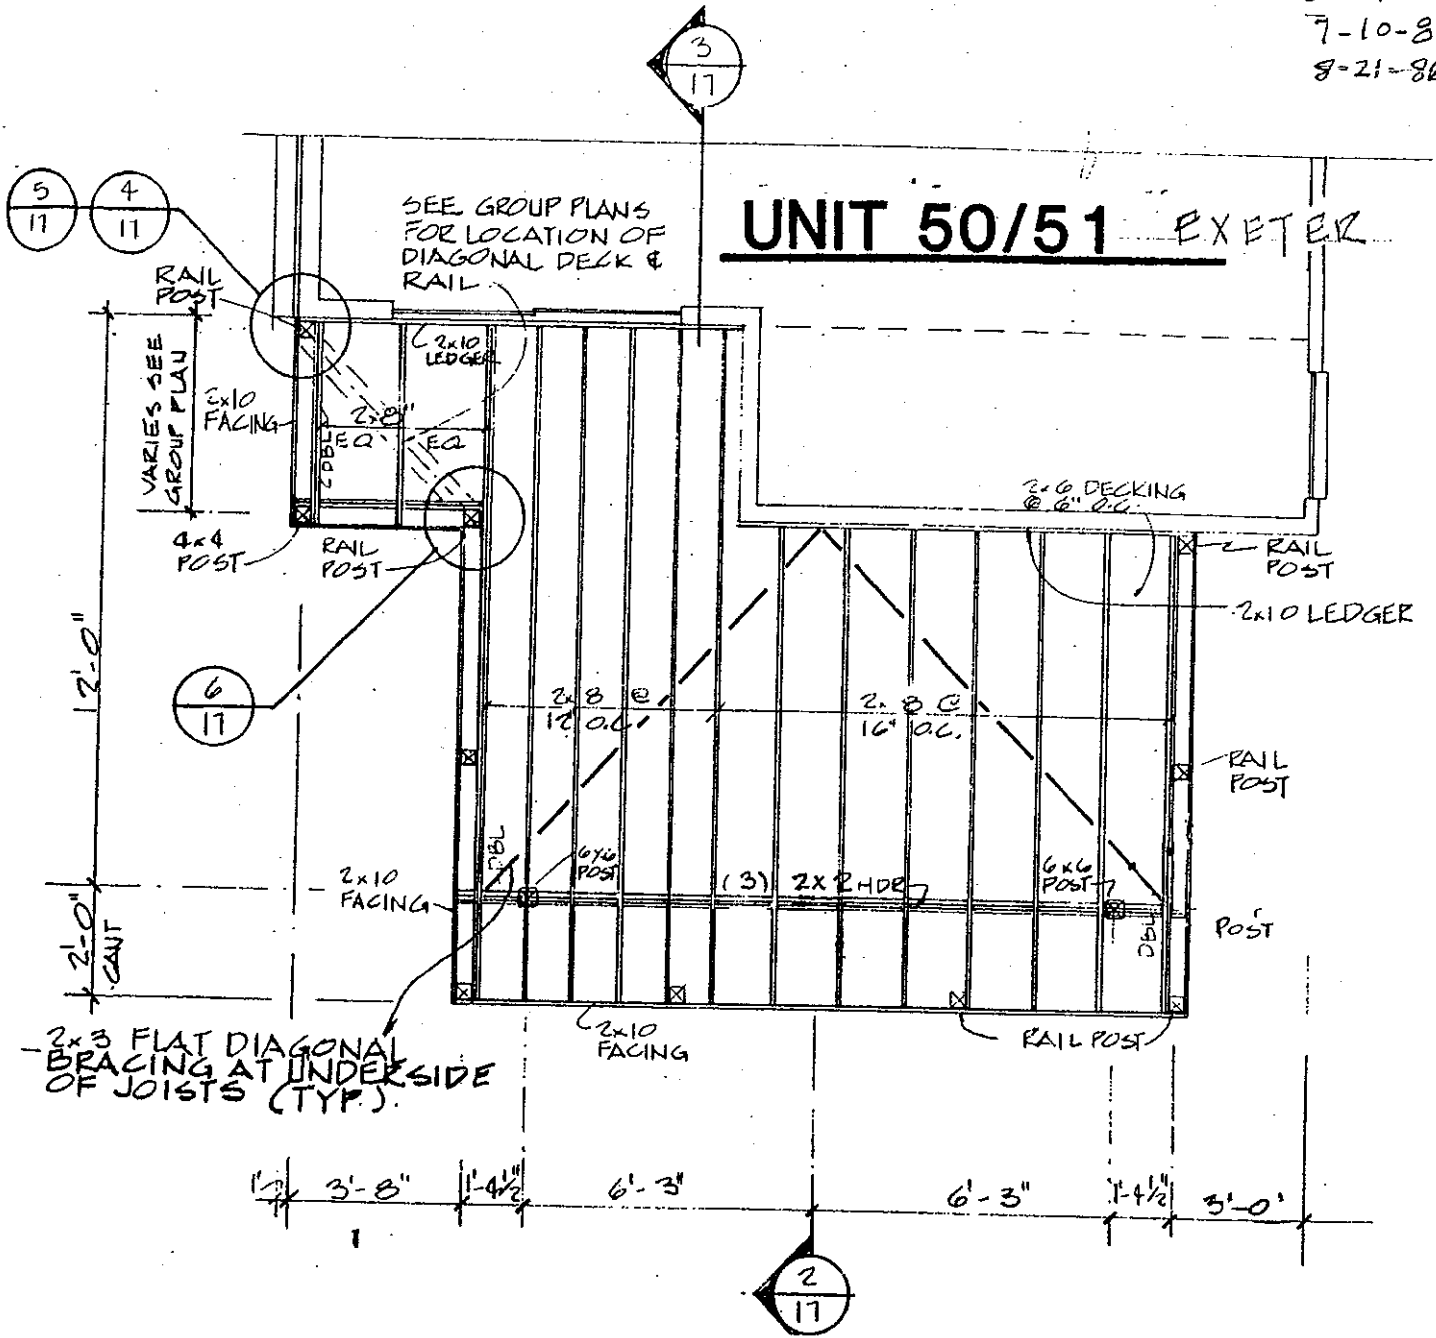 7-10-8
8-21-86
3
17
5
17
4
17
SEE GROUP PLANS
FOR LOCATION OF
DIAGONAL DECK &
RAIL
UNIT 50/51 EXETER
RAIL
POST
2x10
LEDGER
VARIES SEE
GROUP PLAN
2x10
FACING
2x8"
EQ
EQ
DBL
2x6 DECKING
@ 6" O.C.
4x4
POST
RAIL
POST
RAIL
POST
2x10 LEDGER
12'-0"
6
17
2x8 @
12" O.C.
2x8 @
16" O.C.
RAIL
POST
DBL
6x6
POST
2x10
FACING
(3) 2X HDR
6x6
POST
DBL
POST
2'-0"
CANT
2x3 FLAT DIAGONAL
BRACING AT UNDERSIDE
OF JOISTS (TYP.)
2x10
FACING
RAIL POST
3'-8"
1'-4½"
6'-3"
6'-3"
1'-4½"
3'-0"
1
2
17